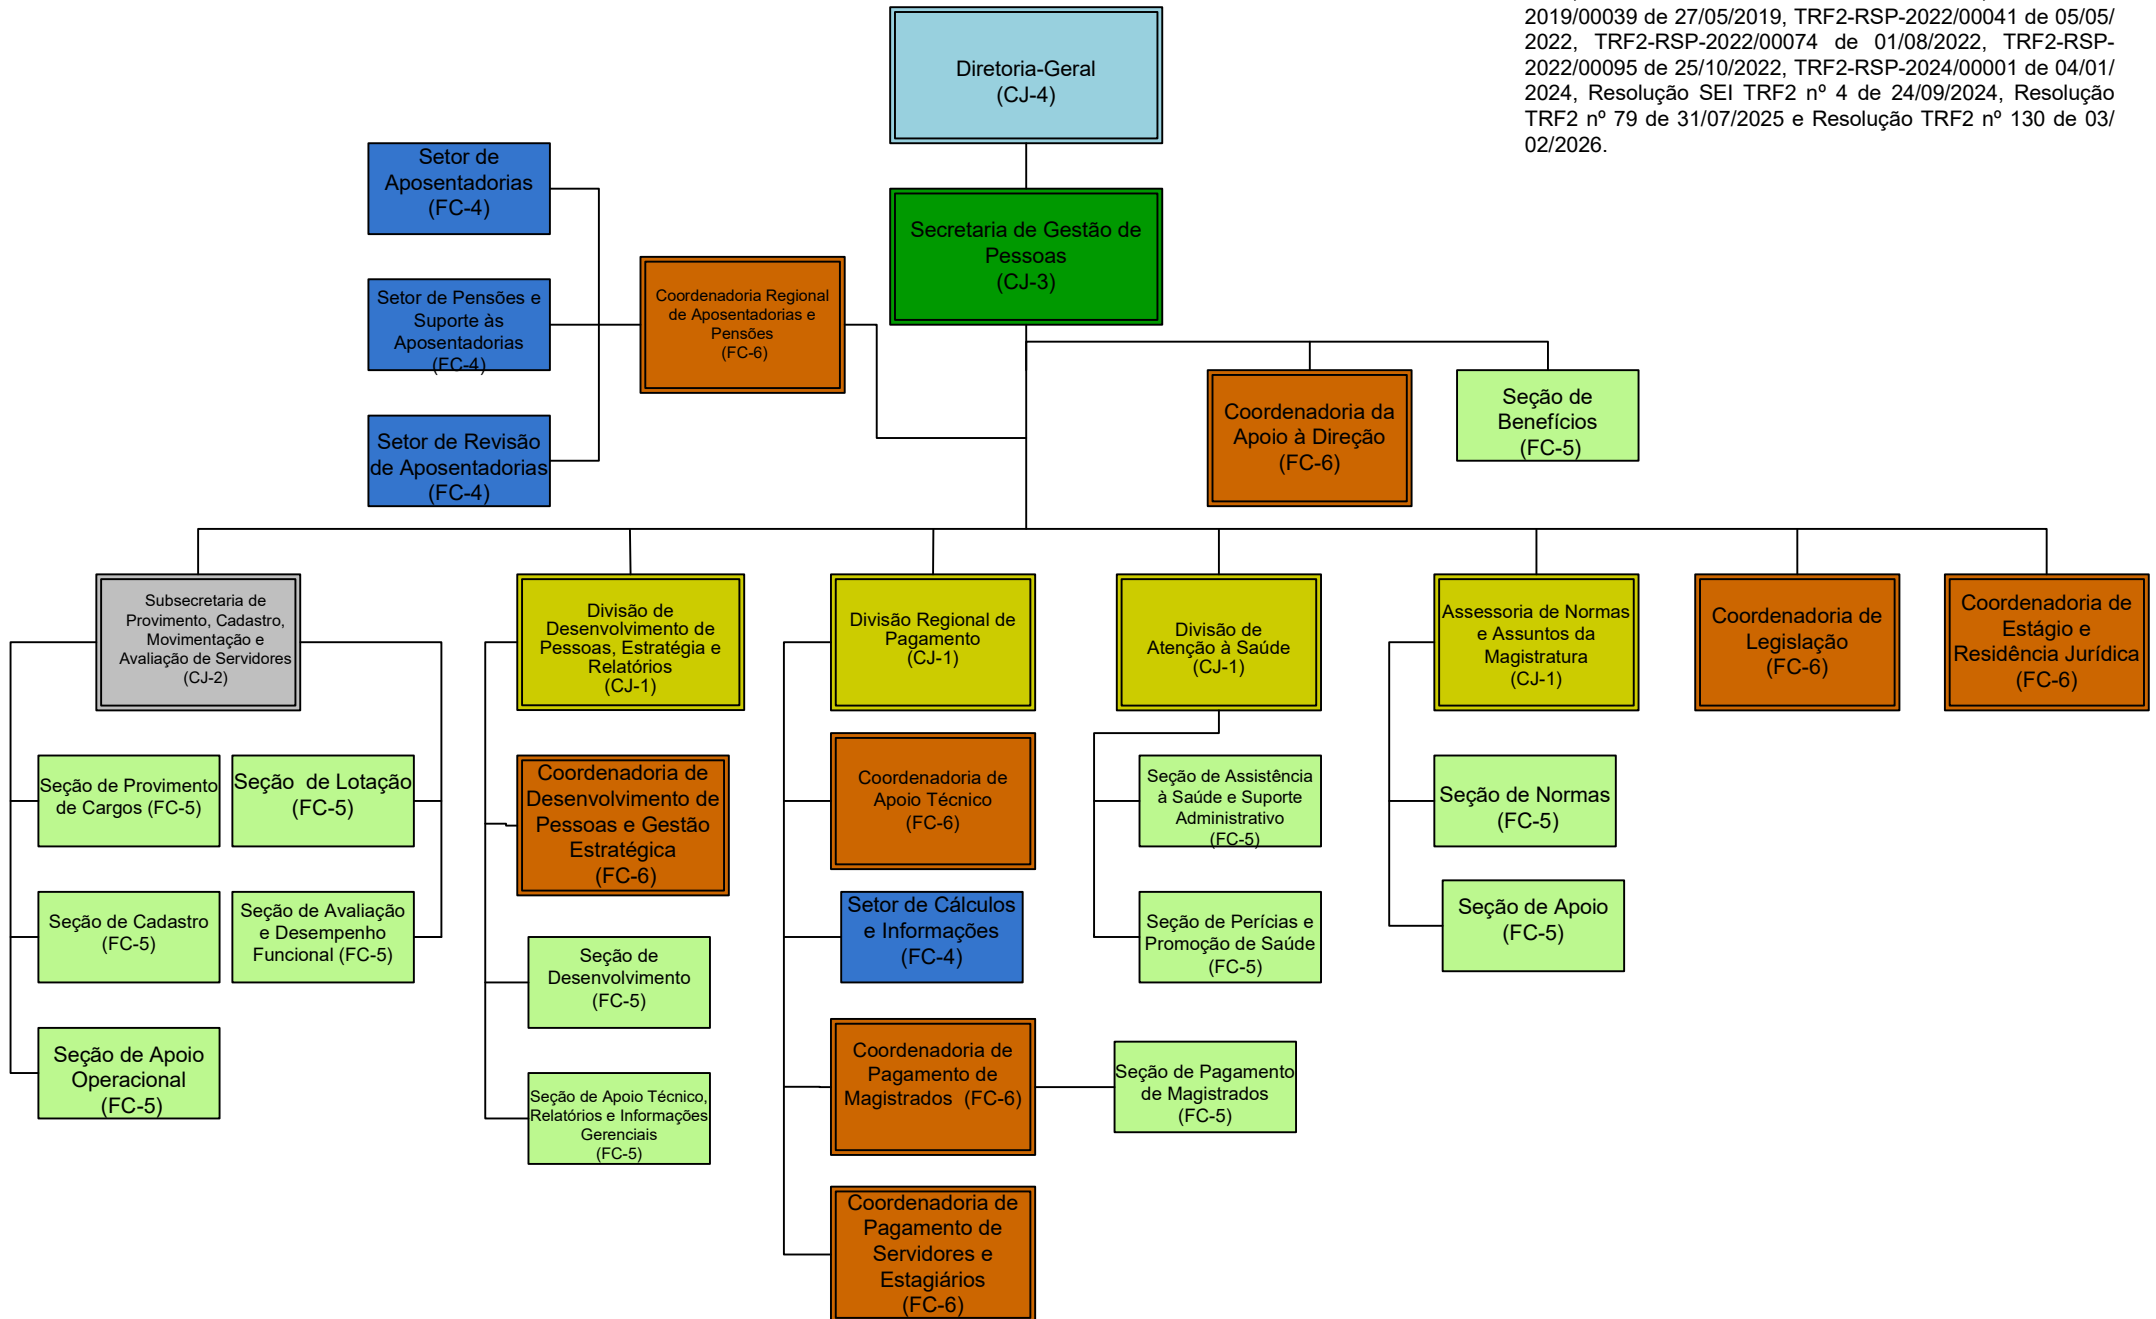 2019/00039 de 27/05/2019, TRF2-RSP-2022/00041 de 05/05/
2022, TRF2-RSP-2022/00074 de 01/08/2022, TRF2-RSP-
2022/00095 de 25/10/2022, TRF2-RSP-2024/00001 de 04/01/
2024, Resolução SEI TRF2 nº 4 de 24/09/2024, Resolução
TRF2 nº 79 de 31/07/2025 e Resolução TRF2 nº 130 de 03/
02/2026.
Diretoria-Geral
(CJ-4)
Secretaria de Gestão de
Pessoas
(CJ-3)
Setor de
Aposentadorias
(FC-4)
Setor de Pensões e
Suporte às
Aposentadorias
(FC-4)
Setor de Revisão
de Aposentadorias
(FC-4)
Coordenadoria Regional
de Aposentadorias e
Pensões
(FC-6)
Coordenadoria da
Apoio à Direção
(FC-6)
Seção de
Benefícios
(FC-5)
Subsecretaria de
Provimento, Cadastro,
Movimentação e
Avaliação de Servidores
(CJ-2)
Divisão de
Desenvolvimento de
Pessoas, Estratégia e
Relatórios
(CJ-1)
Divisão Regional de
Pagamento
(CJ-1)
Divisão de
Atenção à Saúde
(CJ-1)
Assessoria de Normas
e Assuntos da
Magistratura
(CJ-1)
Coordenadoria de
Legislação
(FC-6)
Coordenadoria de
Estágio e
Residência Jurídica
(FC-6)
Seção de Provimento
de Cargos (FC-5)
Seção  de Lotação
(FC-5)
Seção de Cadastro
(FC-5)
Seção de Avaliação
e Desempenho
Funcional (FC-5)
Seção de Apoio
Operacional
(FC-5)
Coordenadoria de
Desenvolvimento de
Pessoas e Gestão
Estratégica
(FC-6)
Seção de
Desenvolvimento
(FC-5)
Seção de Apoio Técnico,
Relatórios e Informações
Gerenciais
(FC-5)
Coordenadoria de
Apoio Técnico
(FC-6)
Setor de Cálculos
e Informações
(FC-4)
Coordenadoria de
Pagamento de
Magistrados  (FC-6)
Seção de Pagamento
de Magistrados
(FC-5)
Coordenadoria de
Pagamento de
Servidores e
Estagiários
(FC-6)
Seção de Assistência
à Saúde e Suporte
Administrativo
(FC-5)
Seção de Perícias e
Promoção de Saúde
(FC-5)
Seção de Normas
(FC-5)
Seção de Apoio
(FC-5)